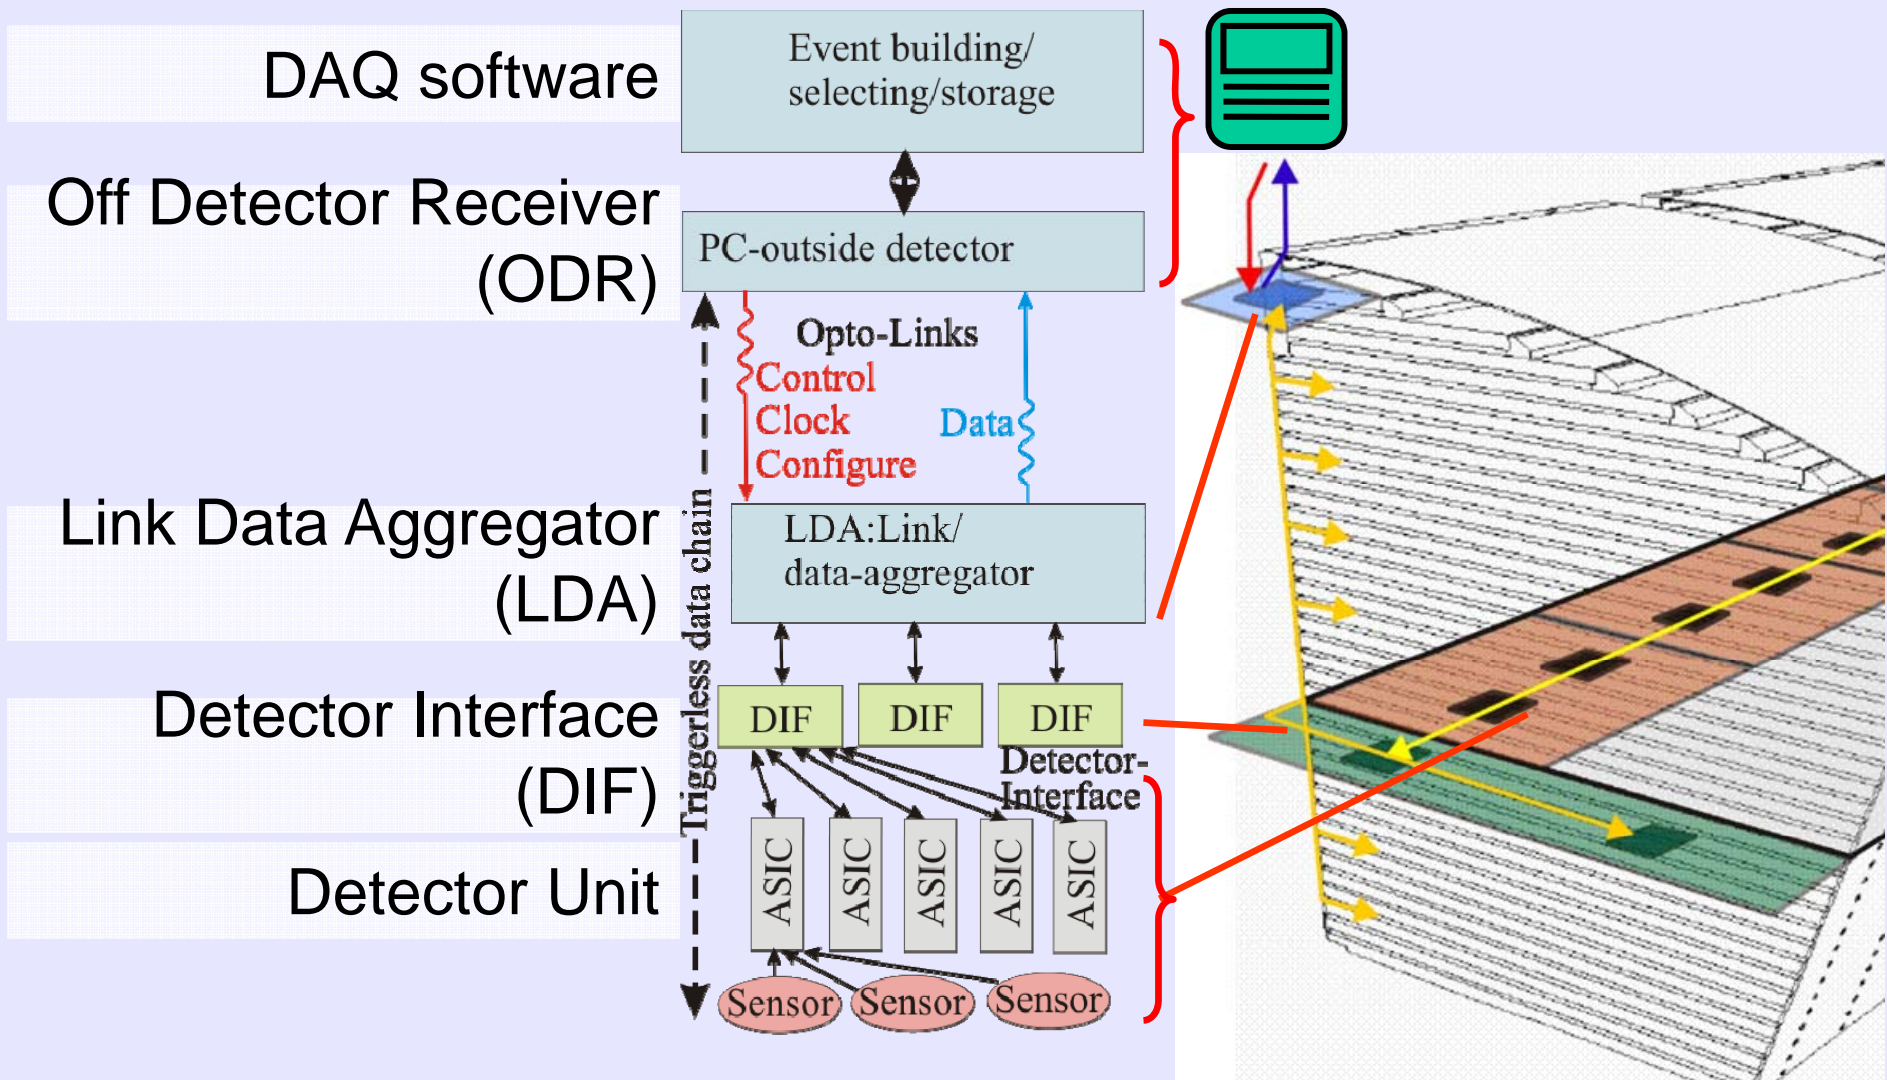 DAQ software
Event building/
selecting/storage
Off Detector Receiver
(ODR)
PC-outside detector
Opto-Links
Control
Clock
Configure
Data
Triggerless data chain
Link Data Aggregator
(LDA)
LDA:Link/
data-aggregator
Detector Interface
(DIF)
DIF
DIF
DIF
Detector-
Interface
Detector Unit
ASIC
ASIC
ASIC
ASIC
ASIC
Sensor
Sensor
Sensor